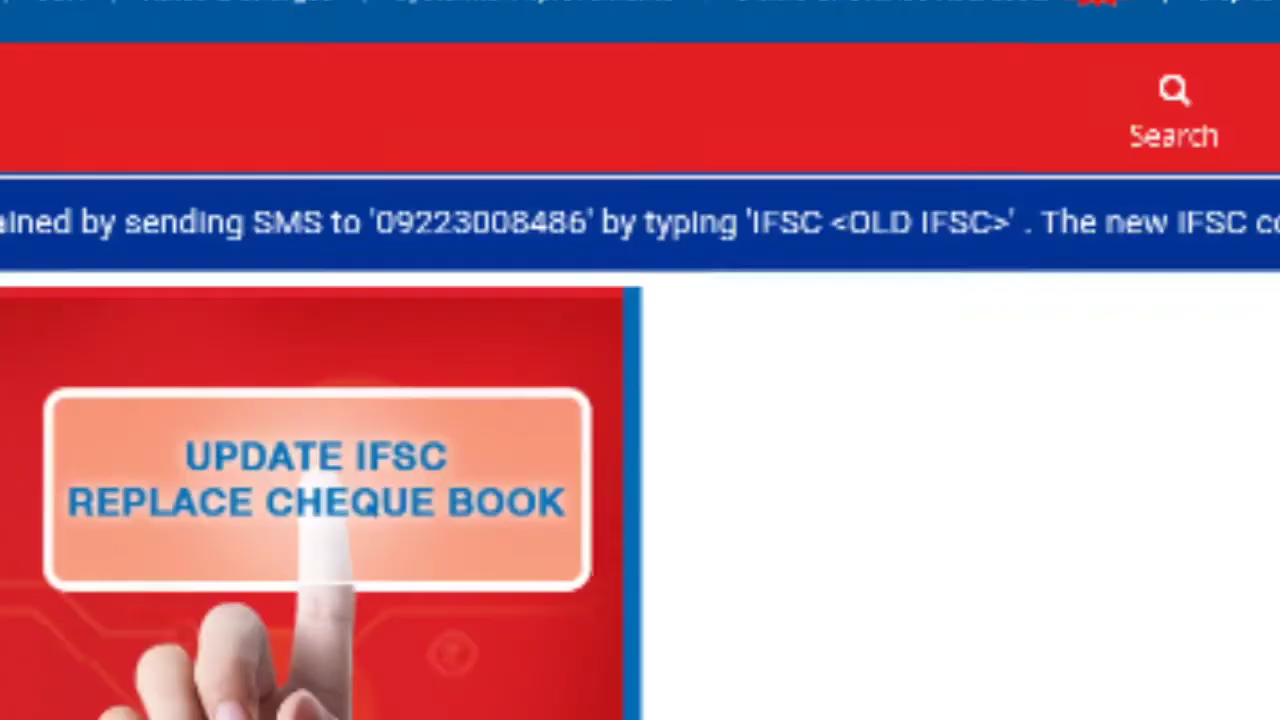 Search
ained by sending SMS to '09223008486' by typing 'IFSC <OLD IFSC>' . The new IFSC co
UPDATE IFSC
REPLACE CHEQUE BOOK